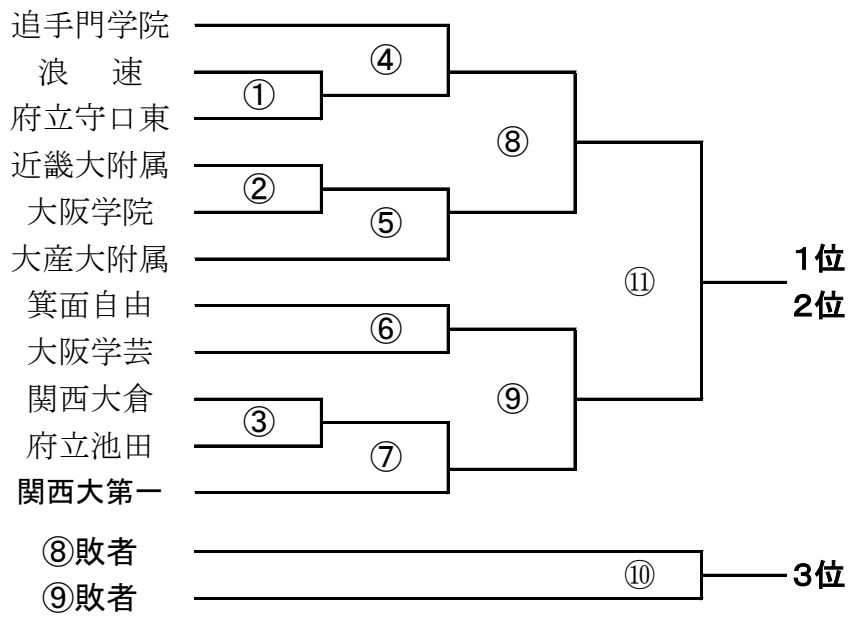 追手門学院
④
浪　速
①
府立守口東
⑧
近畿大附属
②
大阪学院
⑤
大産大附属
⑪
1位
2位
箕面自由
⑥
大阪学芸
⑨
関西大倉
③
府立池田
⑦
関西大第一
⑧敗者
⑩
3位
⑨敗者